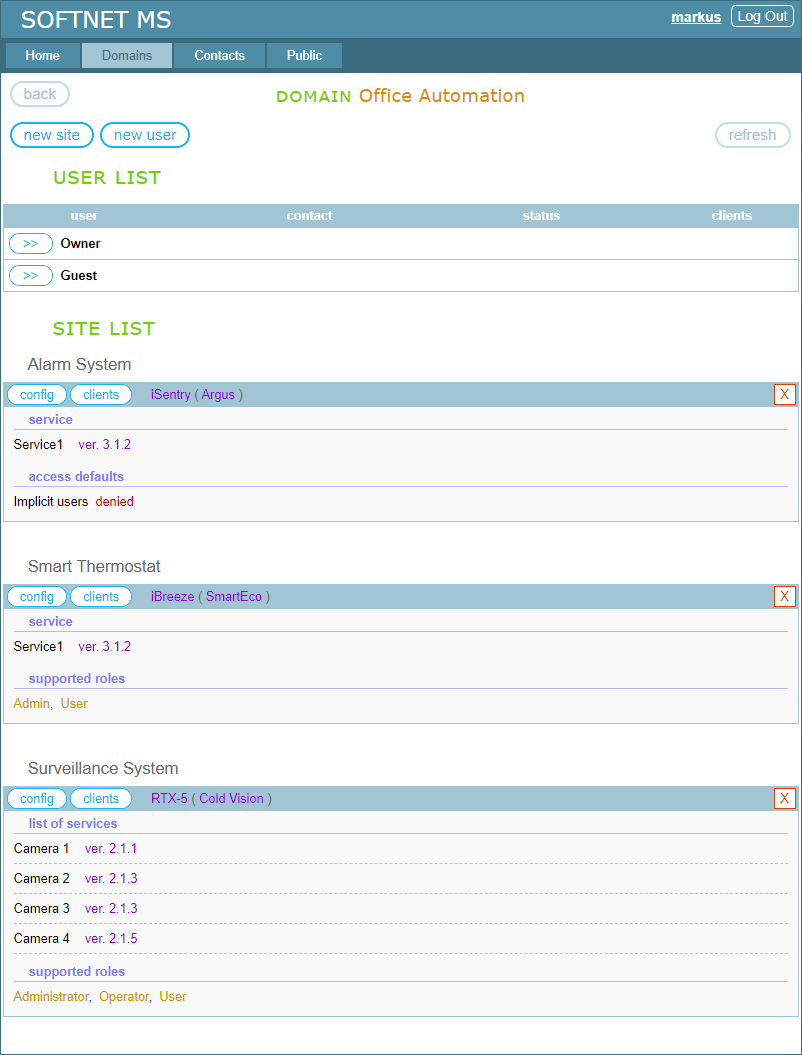 SOFTNET MS markus Log Out
Home Domains Contacts Public
back DOMAIN Office Automation
new site new user refresh
USER LIST
user contact status clients
>> Owner
>> Guest
SITE LIST
Alarm System
config clients iSentry ( Argus ) X
service
Service1 ver. 3.1.2
access defaults
Implicit users denied
Smart Thermostat
config clients iBreeze ( SmartEco ) X
service
Service1 ver. 3.1.2
supported roles
Admin, User
Surveillance System
config clients RTX-5 ( Cold Vision ) X
list of services
Camera 1 ver. 2.1.1
Camera 2 ver. 2.1.3
Camera 3 ver. 2.1.3
Camera 4 ver. 2.1.5
supported roles
Administrator, Operator, User